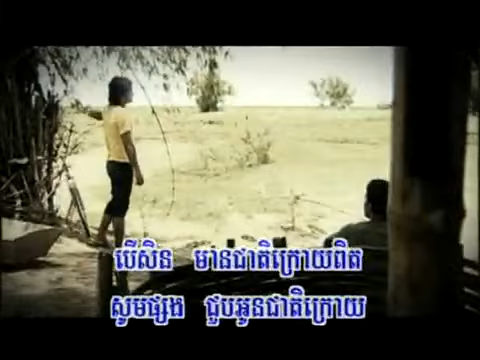 បើសិន មានជាតិក្រោយពិត
សូមផ្សង ជួបអូនជាតិក្រោយ